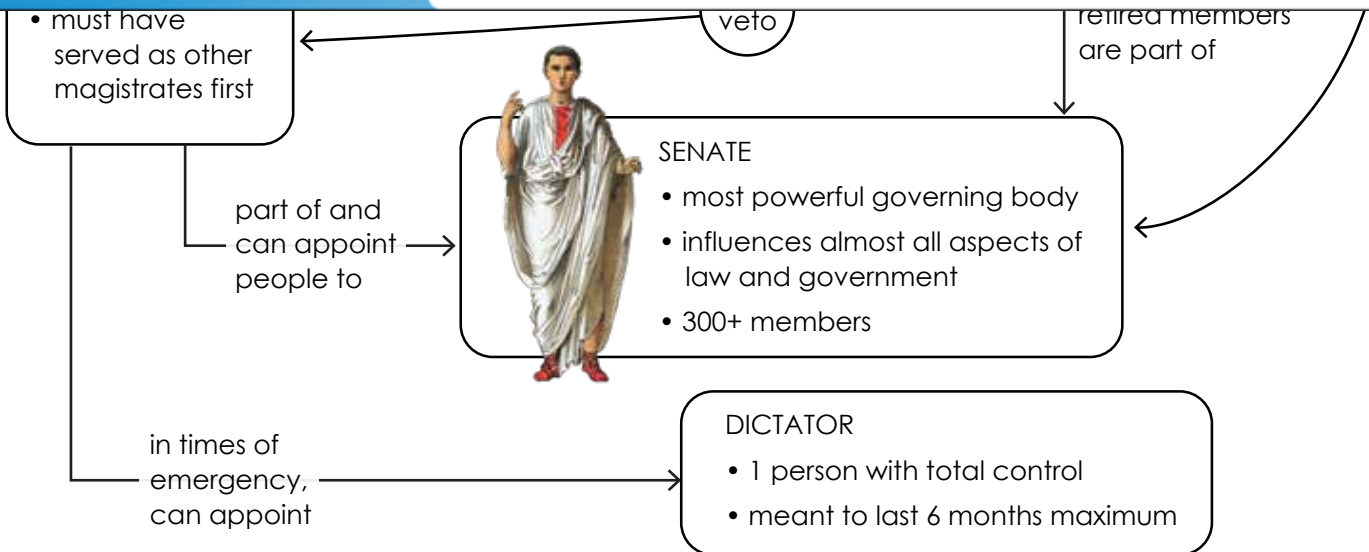 • must have
served as other
magistrates first
veto
retired members
are part of
part of and
can appoint
people to
SENATE
• most powerful governing body
• influences almost all aspects of
law and government
• 300+ members
in times of
emergency,
can appoint
DICTATOR
• 1 person with total control
• meant to last 6 months maximum